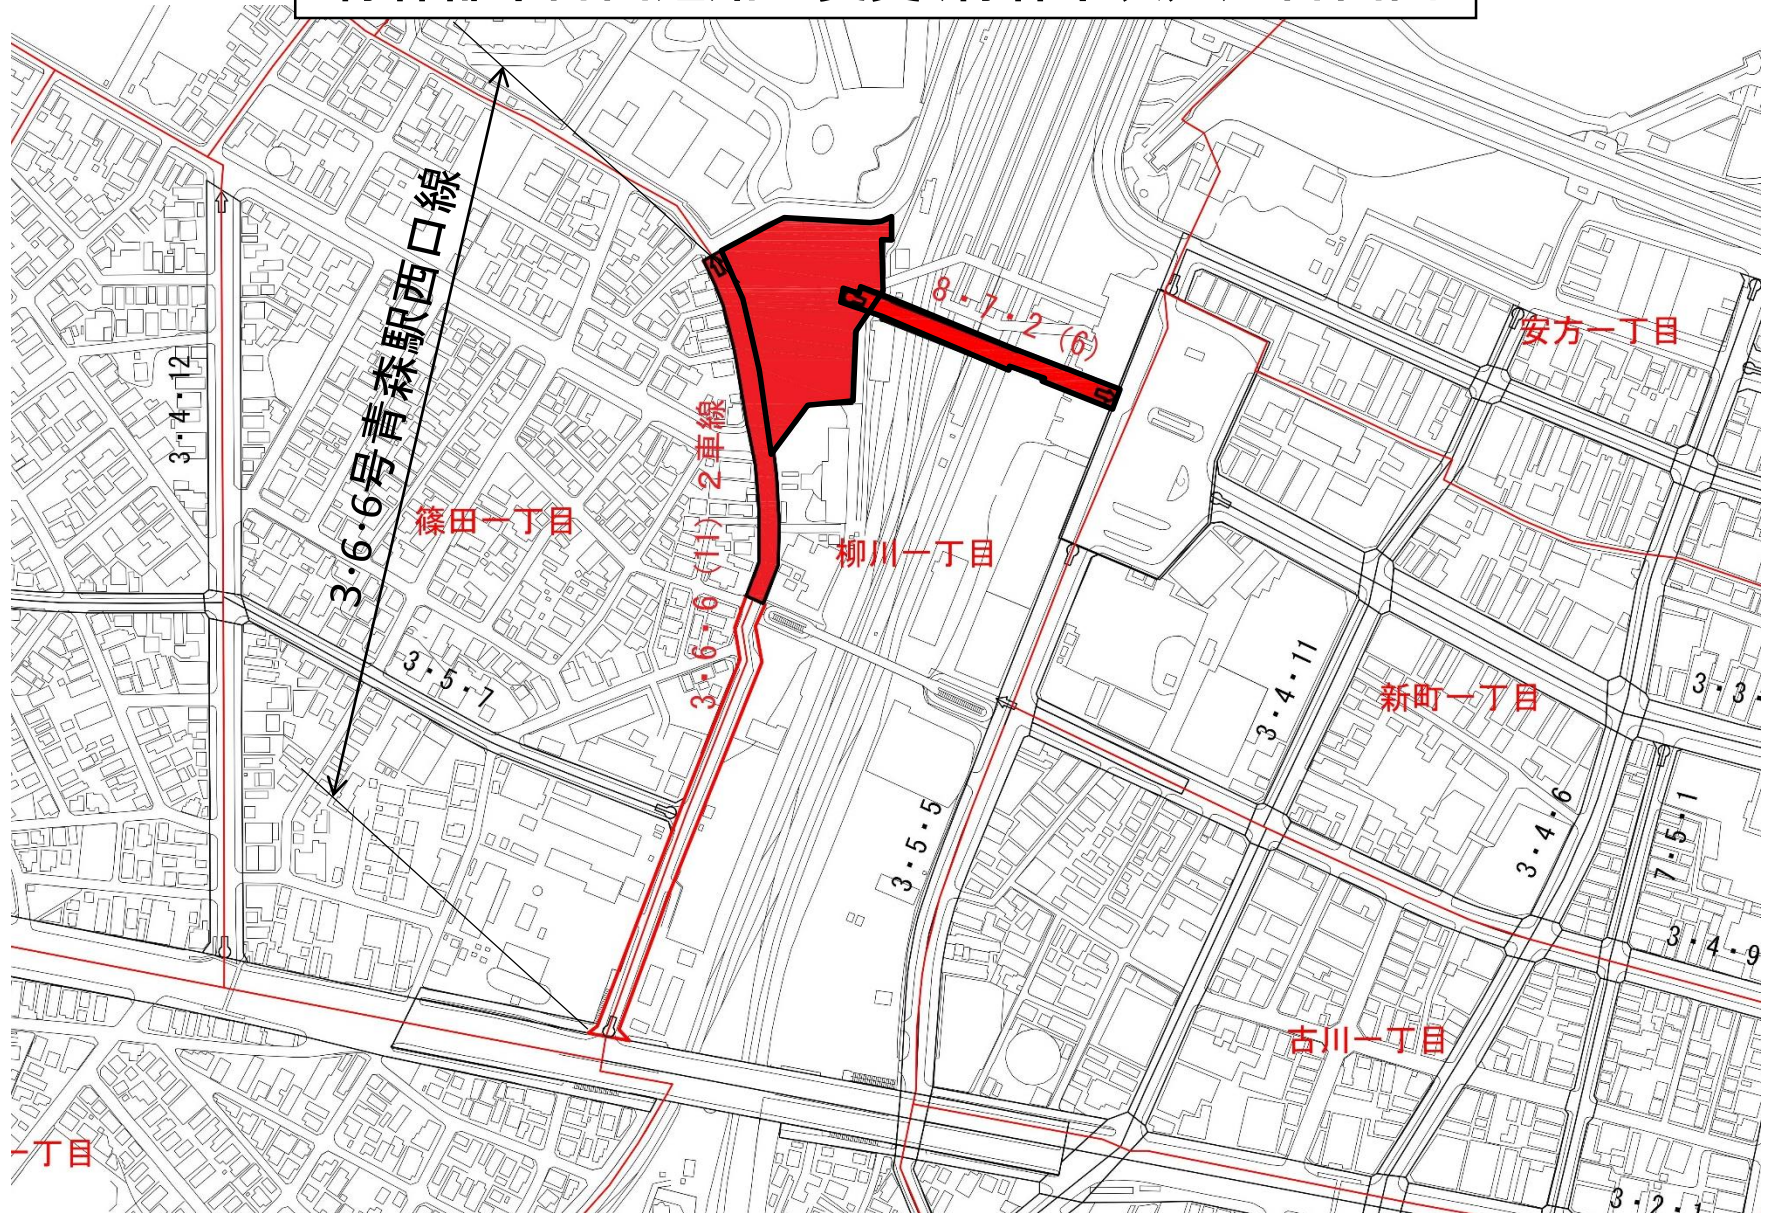 3・6・6号青森駅西口線
3・4・12
8・7・2 (6)
安方一丁目
3・6・6 (11) 2車線
篠田一丁目
柳川一丁目
3・5・7
3・4・11
新町一丁目
3・3・
3・5・5
3・4・6
7・5・1
3・4・9
古川一丁目
一丁目
3・2・1